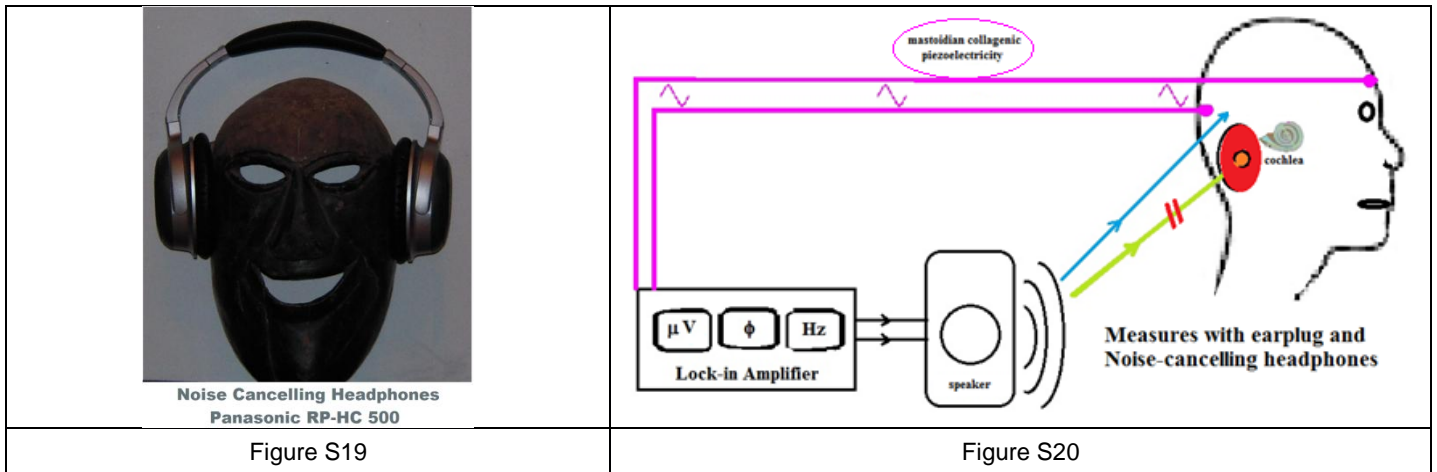 Noise Cancelling Headphones
Panasonic RP-HC 500
Figure S19
mastoidian collagenic
piezoelectricity
cochlea
μV
ϕ
Hz
Lock-in Amplifier
speaker
Measures with earplug and
Noise-cancelling headphones
Figure S20